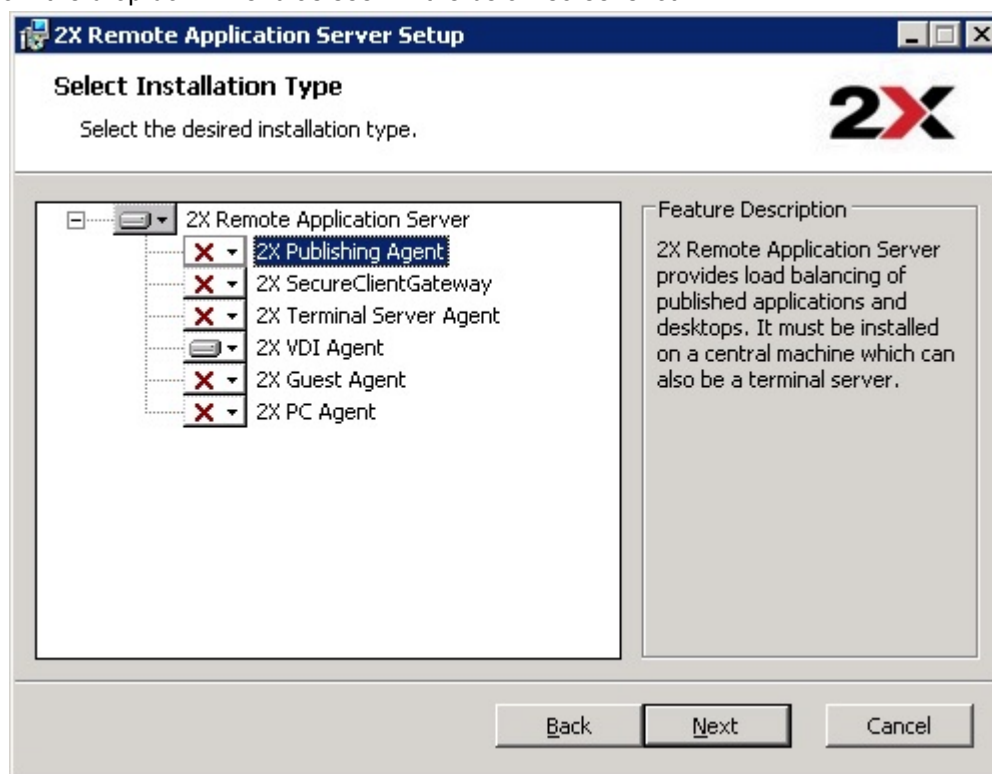 2X Remote Application Server Setup
Select Installation Type
Select the desired installation type.
2X
2X Remote Application Server
2X Publishing Agent
2X SecureClientGateway
2X Terminal Server Agent
2X VDI Agent
2X Guest Agent
2X PC Agent
Feature Description
2X Remote Application Server
provides load balancing of
published applications and
desktops. It must be installed
on a central machine which can
also be a terminal server.
Back
Next
Cancel